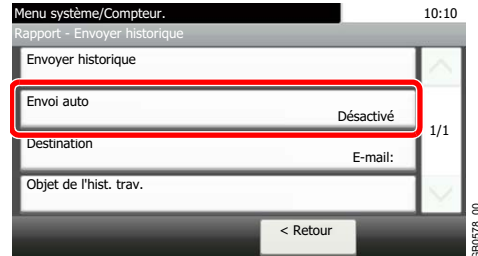 Menu système/Compteur.
10:10
Rapport - Envoyer historique
Envoyer historique
Envoi auto
Désactivé
1/1
Destination
E-mail:
Objet de l'hist. trav.
< Retour
GB0578_00